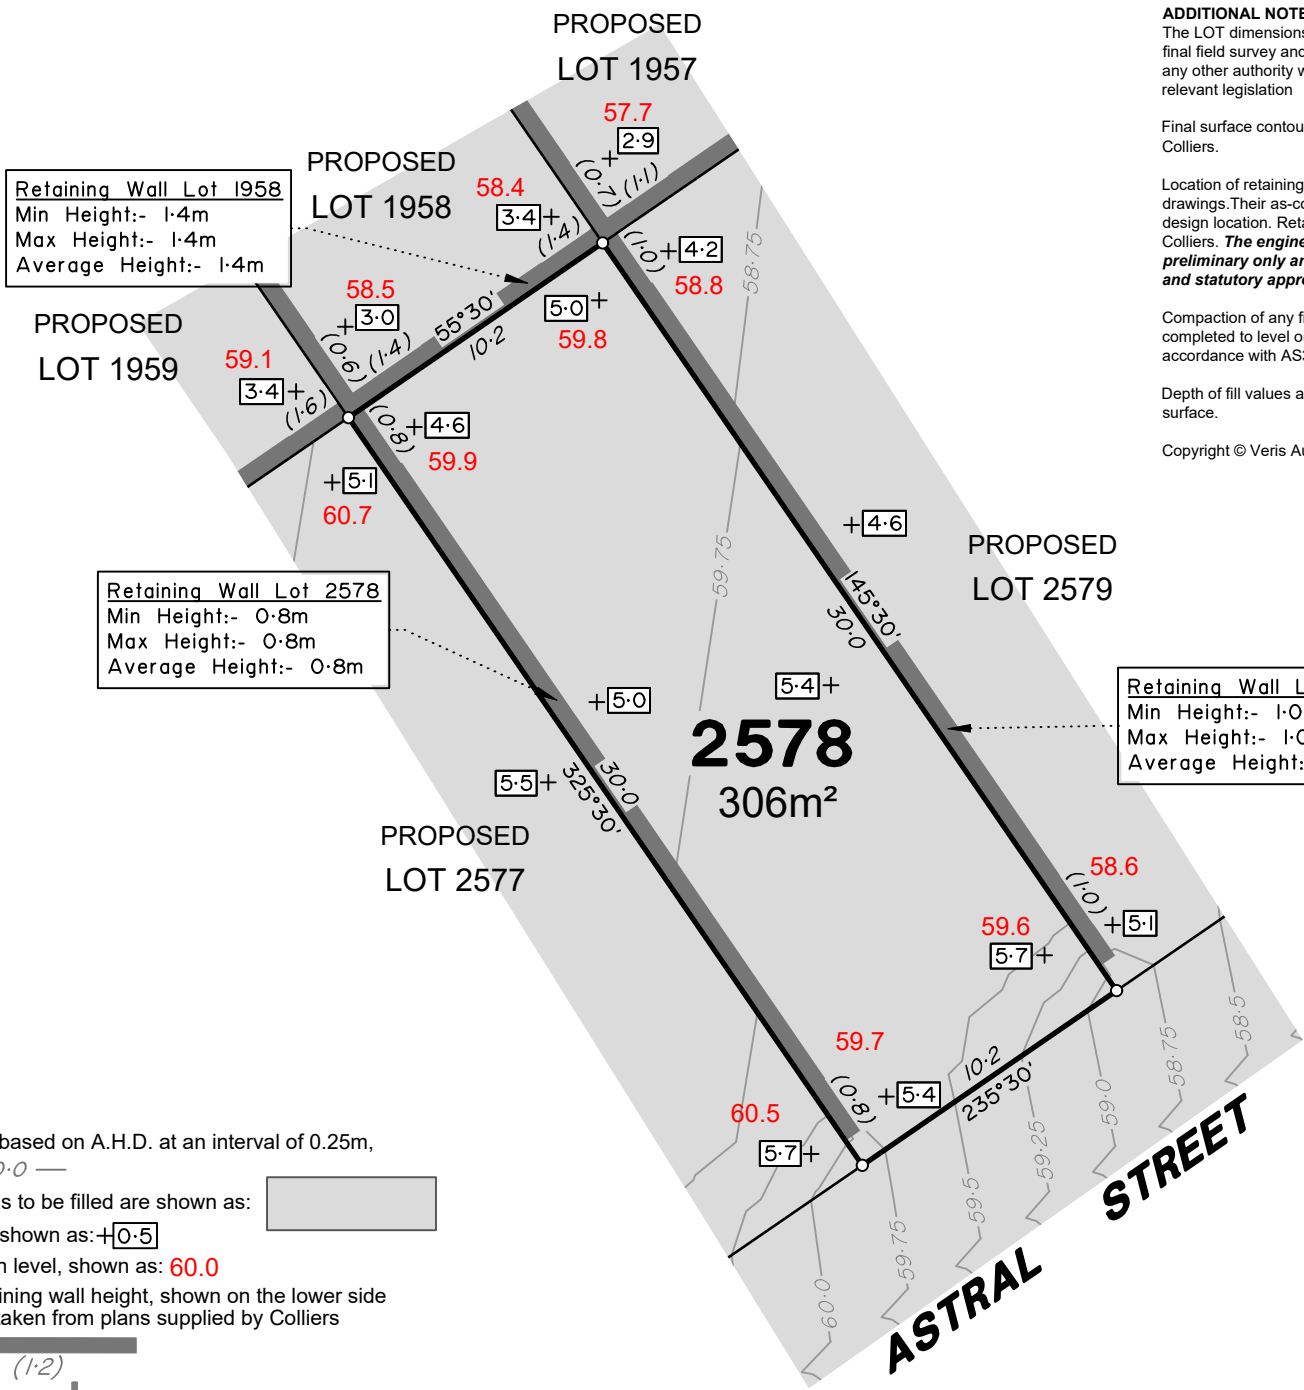 PROPOSED
LOT 1957
57.7
2·9
(0·7)
(1·1)
PROPOSED
LOT 1958
58.4
3·4
(1·4)
Retaining Wall Lot 1958
Min Height:- 1·4m
Max Height:- 1·4m
Average Height:- 1·4m
(1·0)
4·2
58.8
58·75
58.5
3·0
(0·6)
(1·4)
55°30'
10·2
5·0
59.8
PROPOSED
LOT 1959
59.1
3·4
(1·6)
(0·8)
4·6
59.9
5·1
60.7
59·75
4·6
PROPOSED
LOT 2579
145°30'
30·0
Retaining Wall Lot 2578
Min Height:- 0·8m
Max Height:- 0·8m
Average Height:- 0·8m
5·0
5·4
2578
306m²
5·5
30·0
325°30'
PROPOSED
LOT 2577
Retaining Wall L
Min Height:- 1·0
Max Height:- 1·0
Average Height:
58.6
(1·0)
5·1
59.6
5·7
59.7
(0·8)
5·4
10·2
235°30'
60.5
5·7
60·0
59·75
59·5
59·25
59·0
58·75
58·5
ASTRAL STREET
ADDITIONAL NOTE
The LOT dimensions
final field survey and
any other authority
relevant legislation
Final surface contou
Colliers.
Location of retaining
drawings.Their as-co
design location. Reta
Colliers. The engine
preliminary only an
and statutory appro
Compaction of any fi
completed to level o
accordance with AS3
Depth of fill values a
surface.
Copyright © Veris Au
based on A.H.D. at an interval of 0.25m,
0·0
s to be filled are shown as:
shown as:+0·5
level, shown as: 60.0
ining wall height, shown on the lower side
taken from plans supplied by Colliers
(1·2)